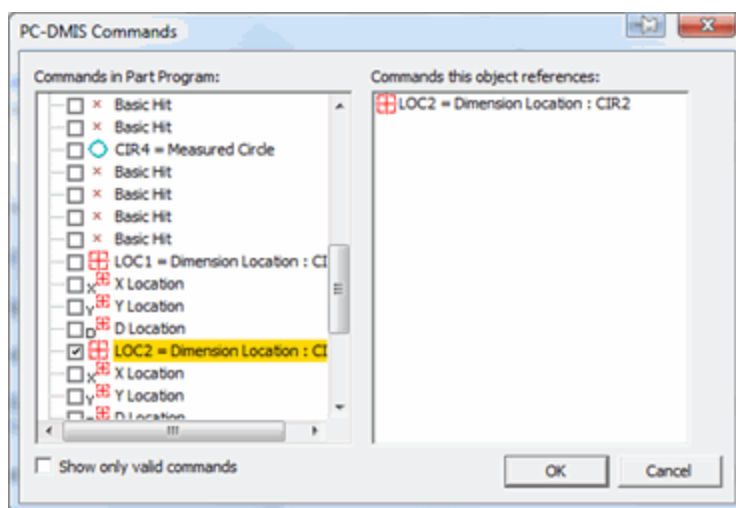 PC-DMIS Commands
Commands in Part Program:
Basic Hit
Basic Hit
CIR4 = Measured Circle
Basic Hit
Basic Hit
Basic Hit
Basic Hit
LOC1 = Dimension Location : CI
X X Location
Y Y Location
D D Location
LOC2 = Dimension Location : CI
X X Location
Y Y Location
D Location
Show only valid commands
Commands this object references:
LOC2 = Dimension Location : CIR2
OK
Cancel